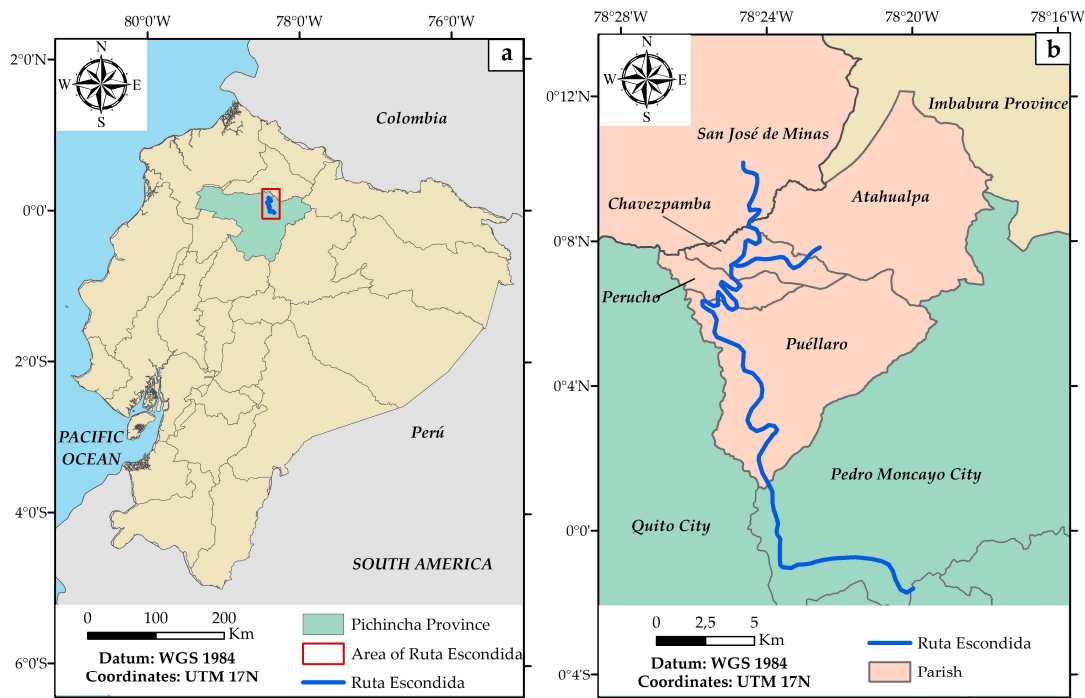 80°0'W
78°0'W
76°0'W
2°0'N
0°0'
2°0'S
4°0'S
6°0'S
N
W
E
S
a
Colombia
PACIFIC
OCEAN
Perú
SOUTH AMERICA
0
100
200
Km
Datum: WGS 1984
Coordinates: UTM 17N
Pichincha Province
Area of Ruta Escondida
Ruta Escondida
78°28'W
78°24'W
78°20'W
78°16'W
0°12'N
0°8'N
0°4'N
0°0'
0°4'S
N
W
E
S
b
Imbabura Province
San José de Minas
Atahualpa
Chavezpamba
Perucho
Puéllaro
Pedro Moncayo City
Quito City
0
2,5
5
Km
Datum: WGS 1984
Coordinates: UTM 17N
Ruta Escondida
Parish